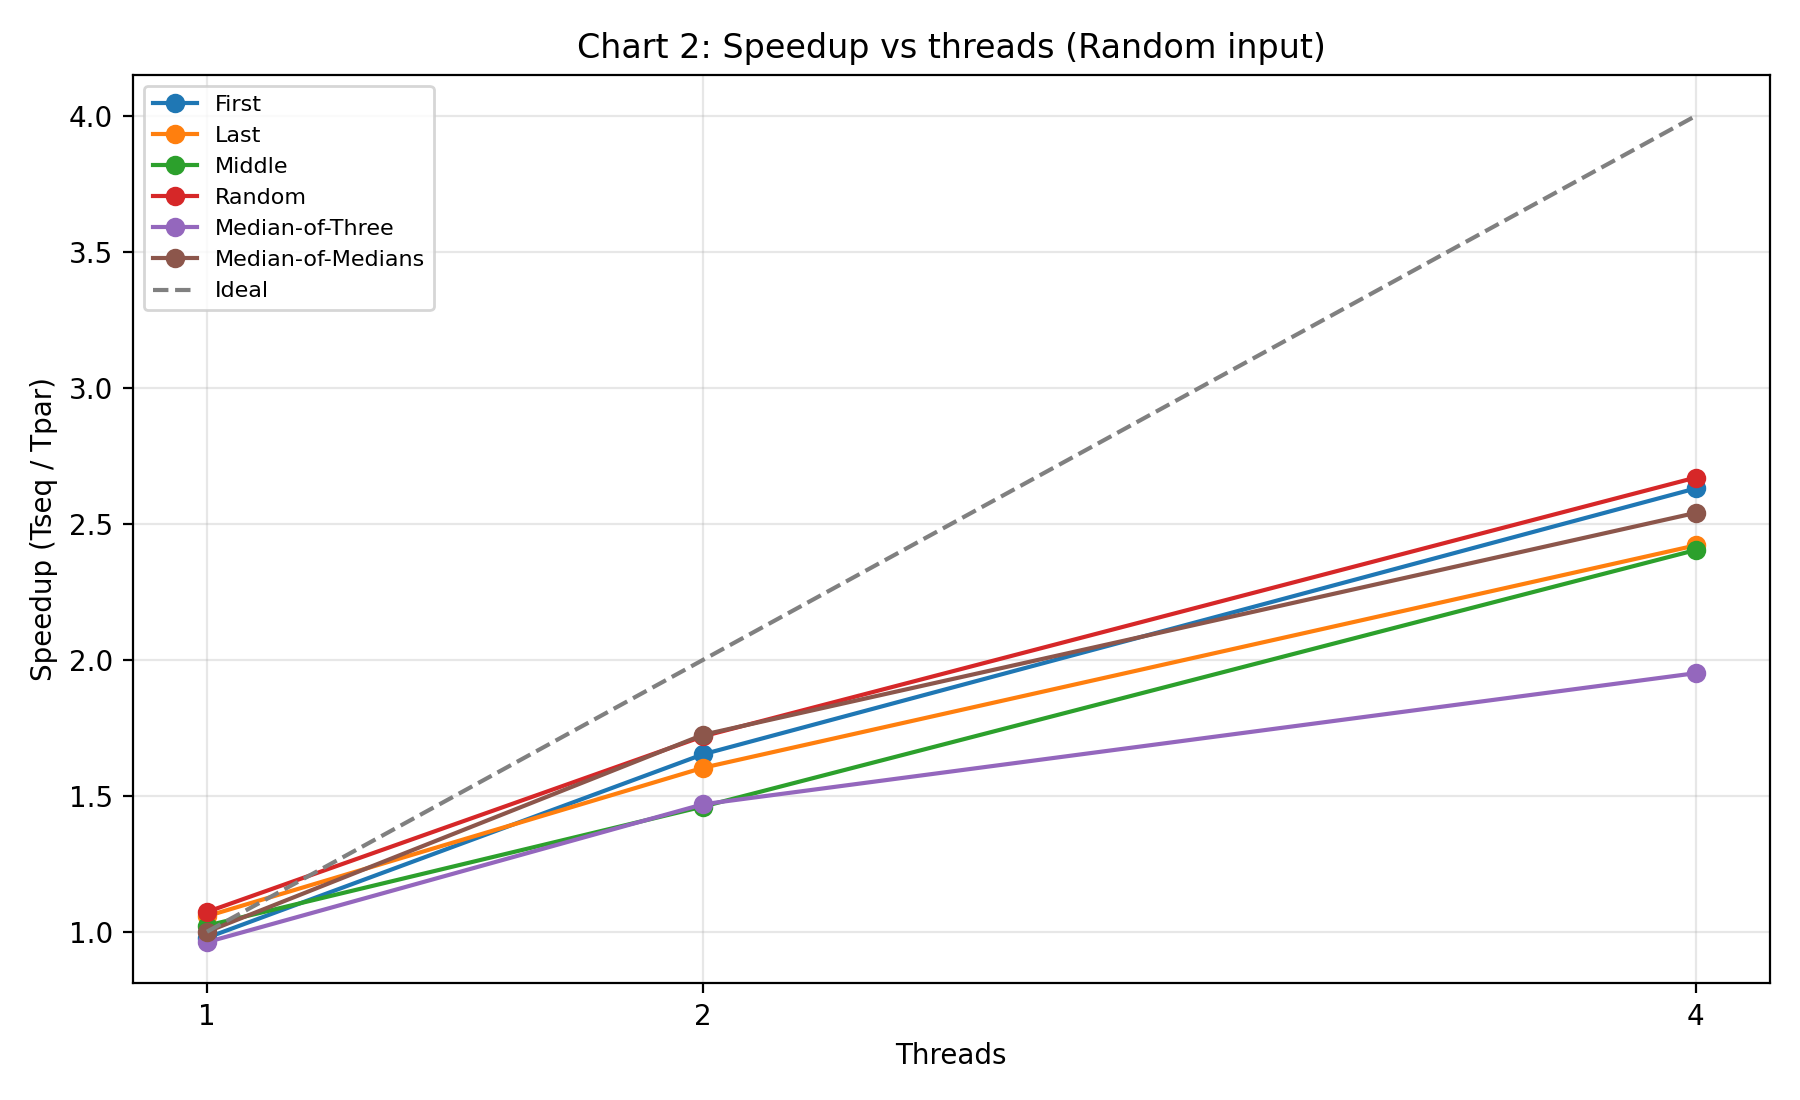 Chart 2: Speedup vs threads (Random input)
First
Last
Middle
Random
Median-of-Three
Median-of-Medians
Ideal
Speedup (Tseq / Tpar)
4.0
3.5
3.0
2.5
2.0
1.5
1.0
1 2 4
Threads